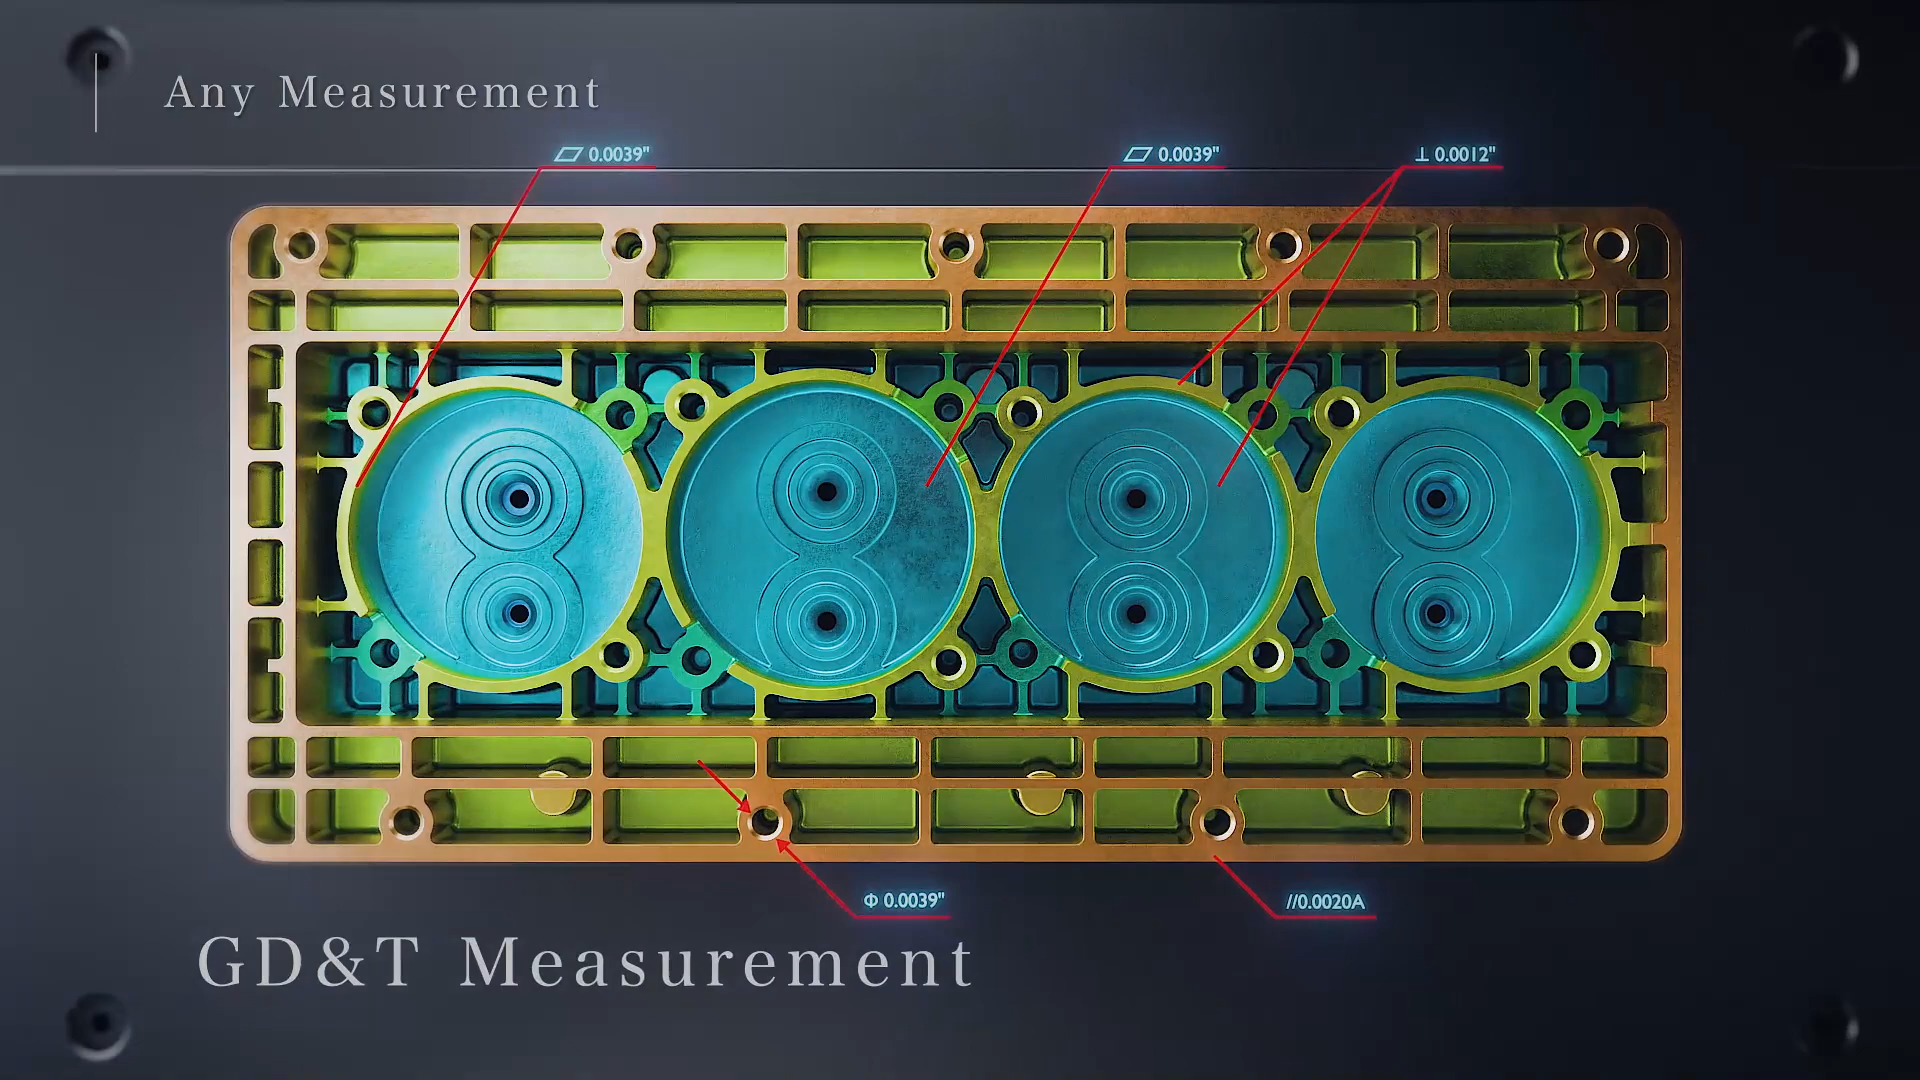 Any Measurement
⏥ 0.0039" ⏥ 0.0039" ⊥ 0.0012"
Φ 0.0039" //0.0020A
GD&T Measurement